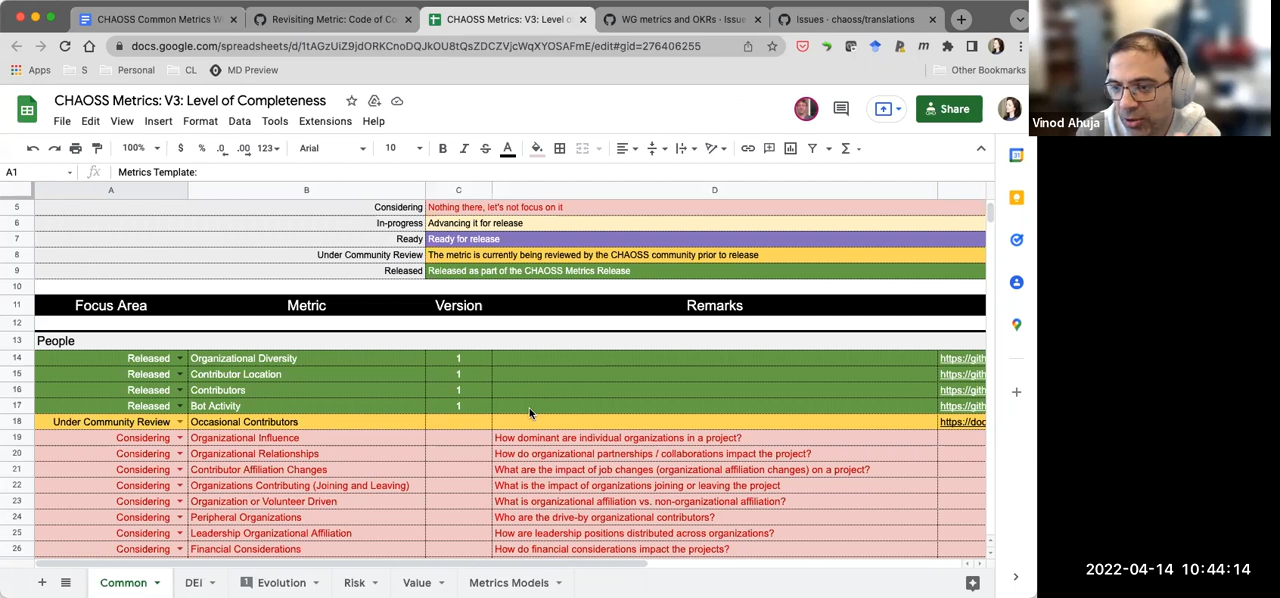 CHAOSS Common Metrics W
Revisiting Metric: Code of Co
CHAOSS Metrics: V3: Level o
WG metrics and OKRs · Issue
Issues · chaoss/translations
docs.google.com/spreadsheets/d/1tAGzUiZ9jdORKCnoDQJkOU8tQsZDCZVjcWqXYOSAFmE/edit#gid=276406255
Apps
S
Personal
CL
MD Preview
Other Bookmarks
Vinod Ahuja
CHAOSS Metrics: V3: Level of Completeness
File Edit View Insert Format Data Tools Extensions Help
Share
100% $ % .0 .00 123 Arial 10 B I S A
A1 fx Metrics Template:
A B C D
5 Considering Nothing there, let's not focus on it
6 In-progress Advancing it for release
7 Ready Ready for release
8 Under Community Review The metric is currently being reviewed by the CHAOSS community prior to release
9 Released Released as part of the CHAOSS Metrics Release
10
11 Focus Area Metric Version Remarks
12
13 People
14 Released Organizational Diversity 1 https://gith
15 Released Contributor Location 1 https://gith
16 Released Contributors 1 https://gith
17 Released Bot Activity 1 https://gith
18 Under Community Review Occasional Contributors https://doc
19 Considering Organizational Influence How dominant are individual organizations in a project?
20 Considering Organizational Relationships How do organizational partnerships / collaborations impact the project?
21 Considering Contributor Affiliation Changes What are the impact of job changes (organizational affiliation changes) on a project?
22 Considering Organizations Contributing (Joining and Leaving) What is the impact of organizations joining or leaving the project
23 Considering Organization or Volunteer Driven What is organizational affiliation vs. non-organizational affiliation?
24 Considering Peripheral Organizations Who are the drive-by organizational contributors?
25 Considering Leadership Organizational Affiliation How are leadership positions distributed across organizations?
26 Considering Financial Considerations How do financial considerations impact the projects?
Common DEI 1 Evolution Risk Value Metrics Models
2022-04-14 10:44:14